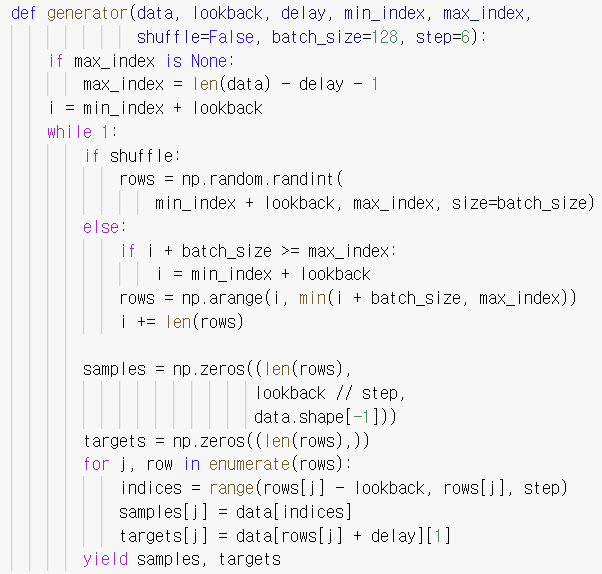 def generator(data, lookback, delay, min_index, max_index,
              shuffle=False, batch_size=128, step=6):
    if max_index is None:
        max_index = len(data) - delay - 1
    i = min_index + lookback
    while 1:
        if shuffle:
            rows = np.random.randint(
                min_index + lookback, max_index, size=batch_size)
        else:
            if i + batch_size >= max_index:
                i = min_index + lookback
            rows = np.arange(i, min(i + batch_size, max_index))
            i += len(rows)

        samples = np.zeros((len(rows),
                           lookback // step,
                           data.shape[-1]))
        targets = np.zeros((len(rows),))
        for j, row in enumerate(rows):
            indices = range(rows[j] - lookback, rows[j], step)
            samples[j] = data[indices]
            targets[j] = data[rows[j] + delay][1]
        yield samples, targets